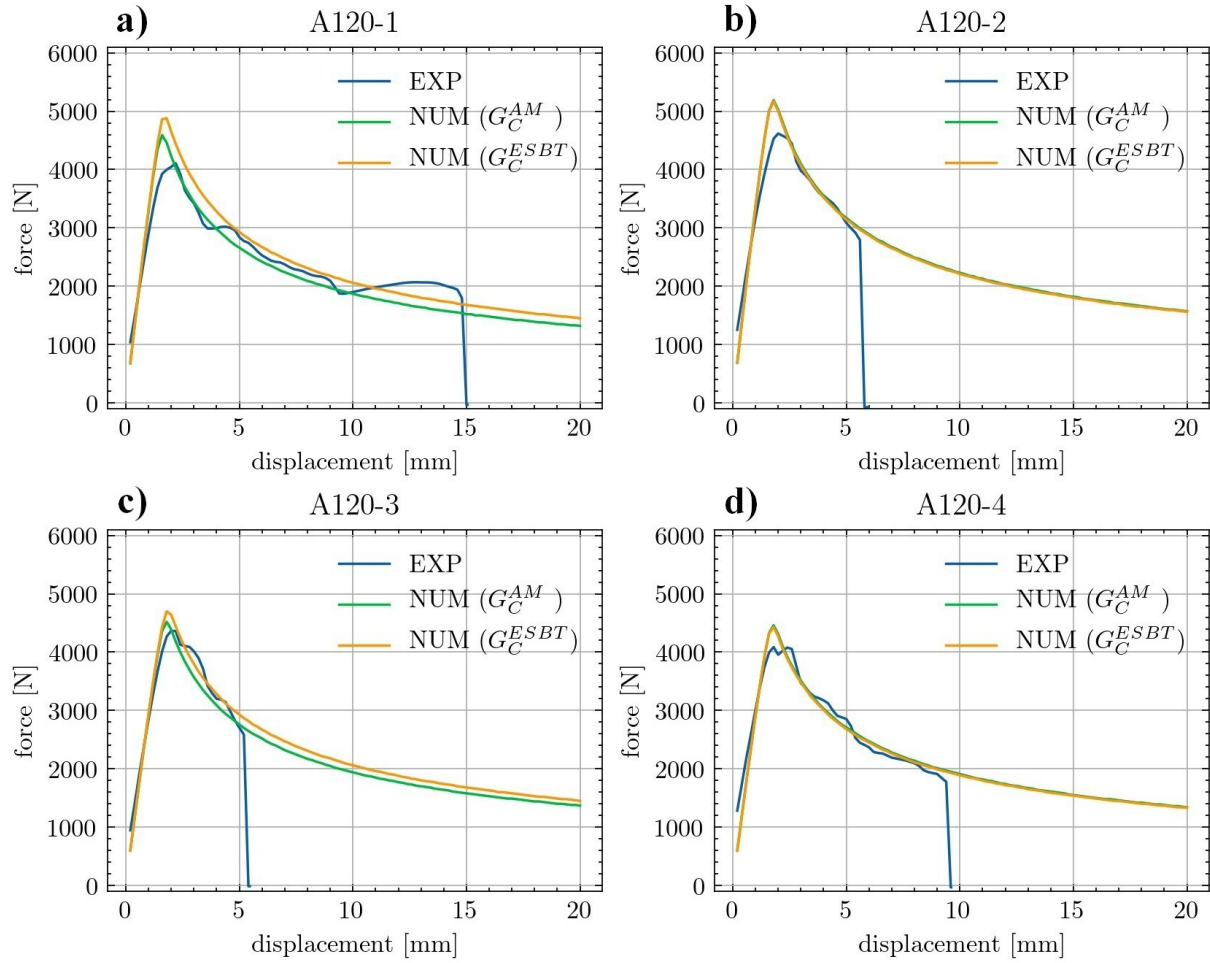 a) A120-1
6000
5000
4000
3000
2000
1000
0
force [N]
EXP
NUM (G_C^{AM})
NUM (G_C^{ESBT})
0 5 10 15 20
displacement [mm]
b) A120-2
6000
5000
4000
3000
2000
1000
0
force [N]
EXP
NUM (G_C^{AM})
NUM (G_C^{ESBT})
0 5 10 15 20
displacement [mm]
c) A120-3
6000
5000
4000
3000
2000
1000
0
force [N]
EXP
NUM (G_C^{AM})
NUM (G_C^{ESBT})
0 5 10 15 20
displacement [mm]
d) A120-4
6000
5000
4000
3000
2000
1000
0
force [N]
EXP
NUM (G_C^{AM})
NUM (G_C^{ESBT})
0 5 10 15 20
displacement [mm]